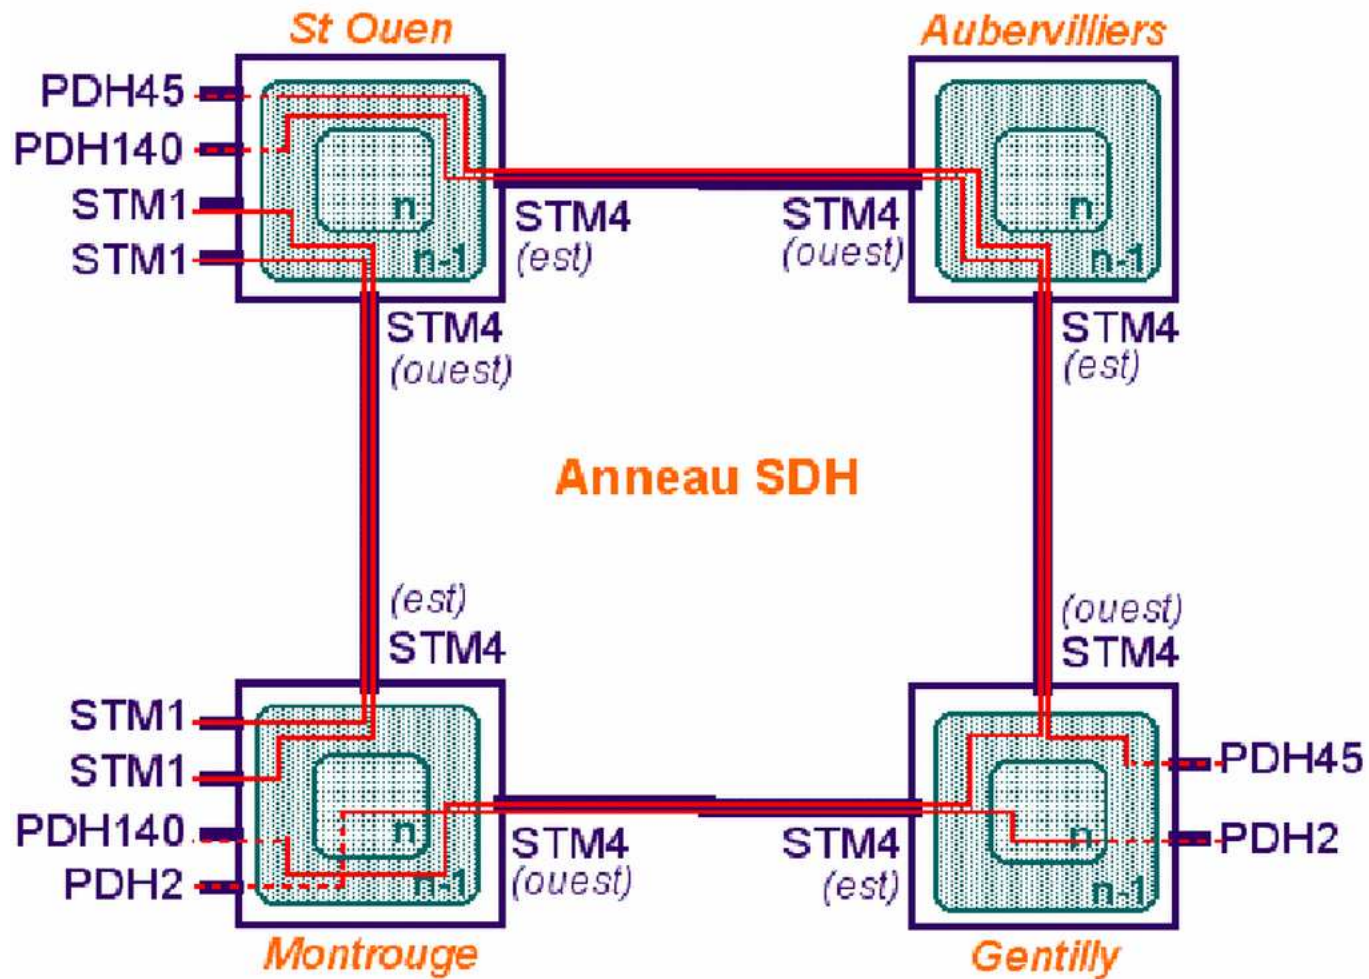 St Ouen
Aubervilliers
PDH45
PDH140
STM1
STM1
n
n-1
STM4
(est)
STM4
(ouest)
n
n-1
STM4
(ouest)
STM4
(est)
Anneau SDH
(est)
STM4
(ouest)
STM4
STM1
STM1
PDH140
PDH2
n
n-1
STM4
(ouest)
STM4
(est)
n
n-1
PDH45
PDH2
Montrouge
Gentilly